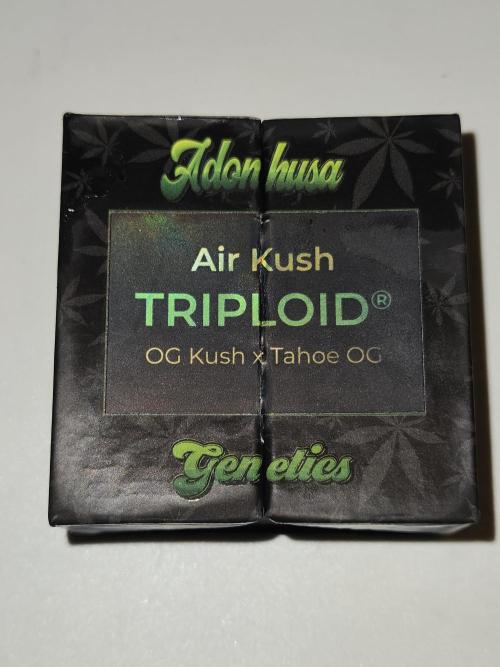 Adonhusa
Air Kush
TRIPLOID®
OG Kush x Tahoe OG
Genetics